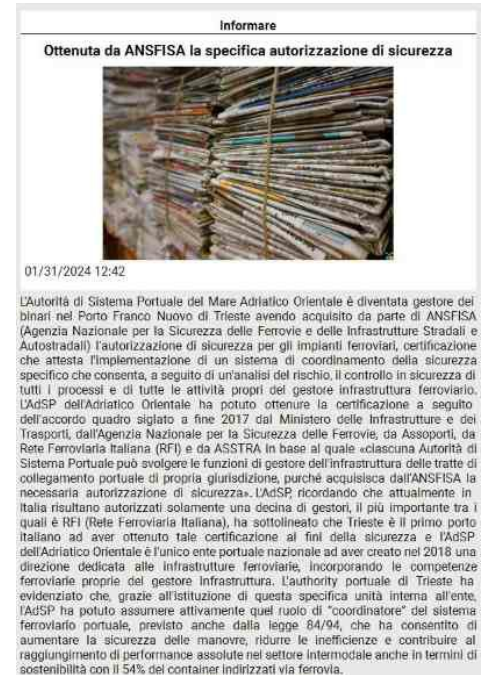 Informare
Ottenuta da ANSFISA la specifica autorizzazione di sicurezza
01/31/2024 12:42
L'Autorità di Sistema Portuale del Mare Adriatico Orientale è diventata gestore dei
binari nel Porto Franco Nuovo di Trieste avendo acquisito da parte di ANSFISA
(Agenzia Nazionale per la Sicurezza delle Ferrovie e delle Infrastrutture Stradali e
Autostradali) l'autorizzazione di sicurezza per gli impianti ferroviari, certificazione
che attesta l'implementazione di un sistema di coordinamento della sicurezza
specifico che consenta, a seguito di un'analisi del rischio, il controllo in sicurezza di
tutti i processi e di tutte le attività propri del gestore infrastruttura ferroviario.
L'AdSP dell'Adriatico Orientale ha potuto ottenure la certificazione a seguito
dell'accordo quadro siglato a fine 2017 dal Ministero delle Infrastrutture e dei
Trasporti, dall'Agenzia Nazionale per la Sicurezza delle Ferrovie, da Assoporti, da
Rete Ferroviaria Italiana (RFI) e da ASSTRA in base al quale «ciascuna Autorità di
Sistema Portuale può svolgere le funzioni di gestore dell'infrastruttura delle tratte di
collegamento portuale di propria giurisdizione, purché acquisisca dall'ANSFISA la
necessaria autorizzazione di sicurezza». L'AdSP, ricordando che attualmente in
Italia risultano autorizzati solamente una decina di gestori, il più importante tra i
quali è RFI (Rete Ferroviaria Italiana), ha sottolineato che Trieste è il primo porto
italiano ad aver ottenuto tale certificazione ai fini della sicurezza e l'AdSP
dell'Adriatico Orientale è l'unico ente portuale nazionale ad aver creato nel 2018 una
direzione dedicata alle infrastrutture ferroviarie, incorporando le competenze
ferroviarie proprie del gestore infrastruttura. L'authority portuale di Trieste ha
evidenziato che, grazie all'istituzione di questa specifica unità interna all'ente,
l'AdSP ha potuto assumere attivamente quel ruolo di "coordinatore" del sistema
ferroviario portuale, previsto anche dalla legge 84/94, che ha consentito di
aumentare la sicurezza delle manovre, ridurre le inefficienze e contribuire al
raggiungimento di performance assolute nel settore intermodale anche in termini di
sostenibilità con il 54% dei container indirizzati via ferrovia.